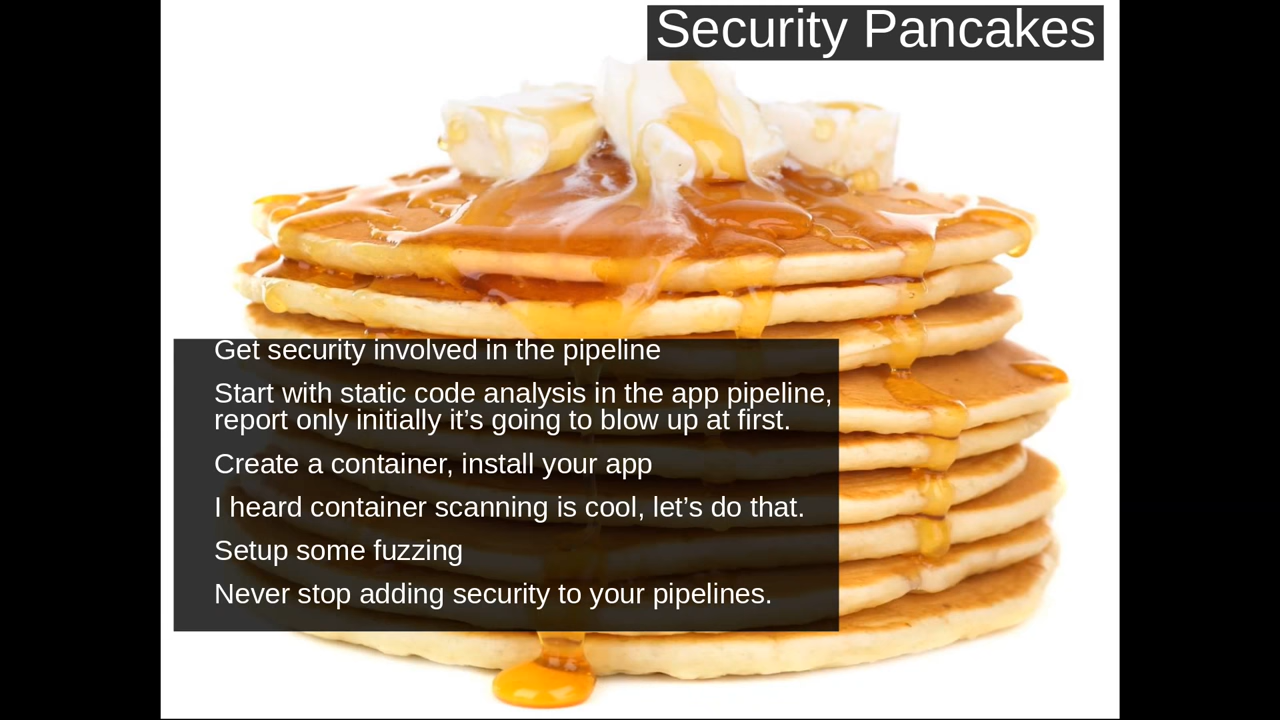 Security Pancakes
Get security involved in the pipeline
Start with static code analysis in the app pipeline,
report only initially it’s going to blow up at first.
Create a container, install your app
I heard container scanning is cool, let’s do that.
Setup some fuzzing
Never stop adding security to your pipelines.